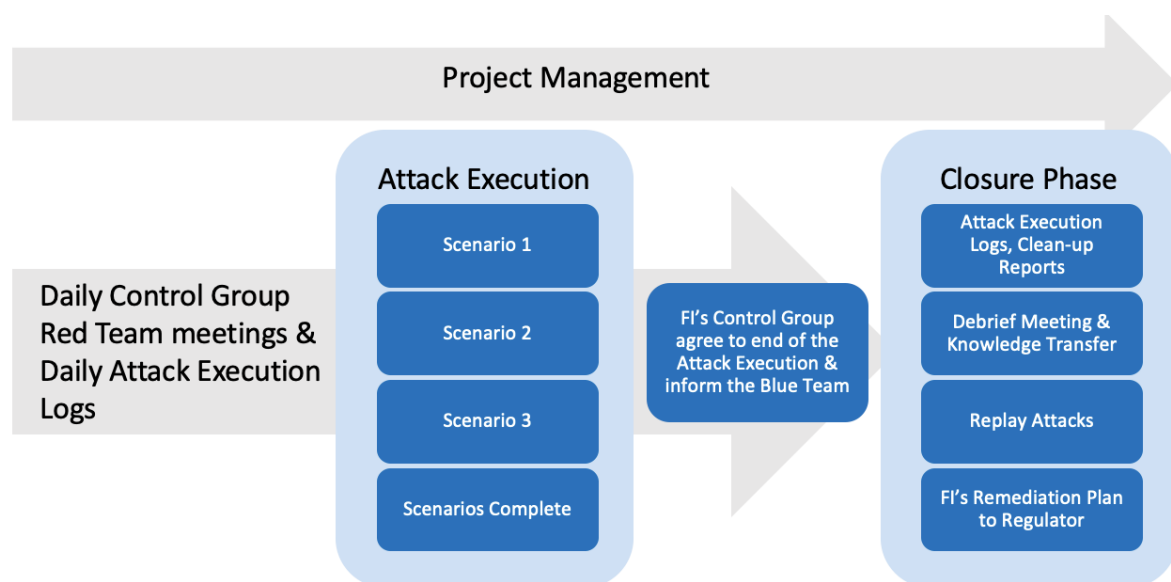 Project Management
Daily Control Group
Red Team meetings &
Daily Attack Execution
Logs
Attack Execution
Scenario 1
Scenario 2
Scenario 3
Scenarios Complete
FI's Control Group
agree to end of the
Attack Execution &
inform the Blue Team
Closure Phase
Attack Execution
Logs, Clean-up
Reports
Debrief Meeting &
Knowledge Transfer
Replay Attacks
FI's Remediation Plan
to Regulator